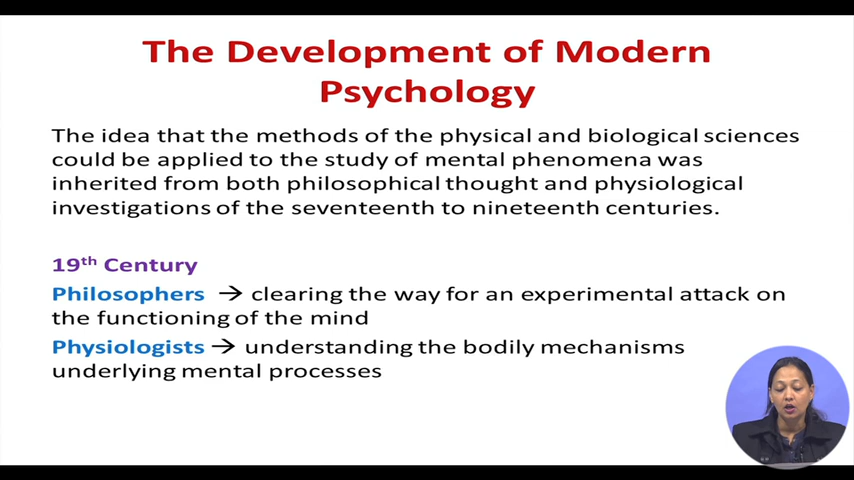 The Development of Modern
Psychology
The idea that the methods of the physical and biological sciences
could be applied to the study of mental phenomena was
inherited from both philosophical thought and physiological
investigations of the seventeenth to nineteenth centuries.
19th Century
Philosophers → clearing the way for an experimental attack on
the functioning of the mind
Physiologists → understanding the bodily mechanisms
underlying mental processes